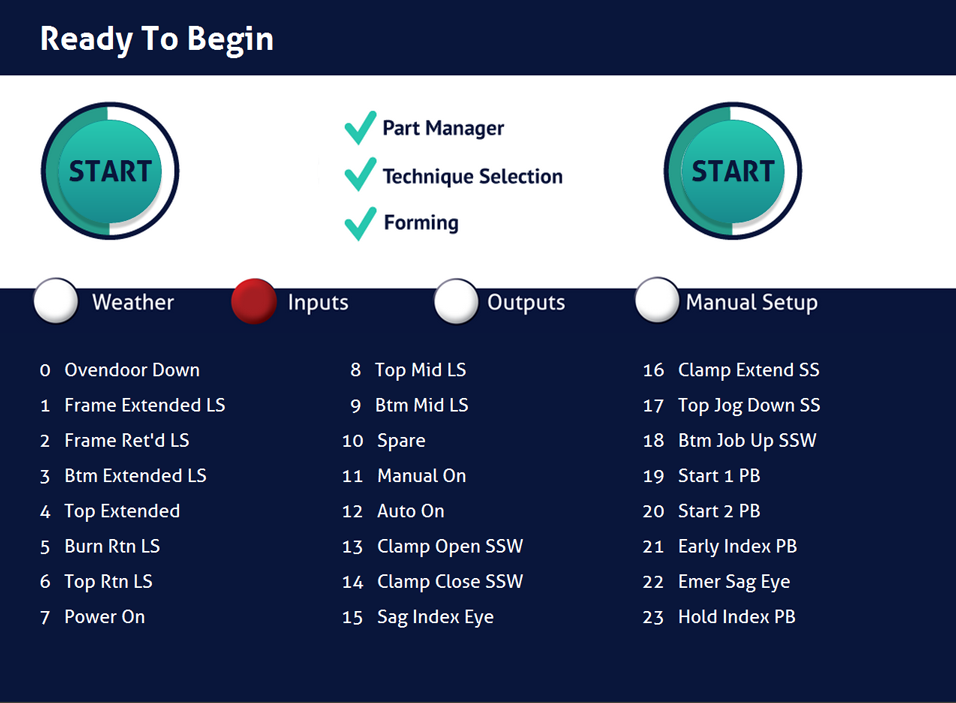 Ready To Begin
START
Part Manager
Technique Selection
Forming
START
Weather
Inputs
Outputs
Manual Setup
0 Ovendoor Down
1 Frame Extended LS
2 Frame Ret'd LS
3 Btm Extended LS
4 Top Extended
5 Burn Rtn LS
6 Top Rtn LS
7 Power On
8 Top Mid LS
9 Btm Mid LS
10 Spare
11 Manual On
12 Auto On
13 Clamp Open SSW
14 Clamp Close SSW
15 Sag Index Eye
16 Clamp Extend SS
17 Top Jog Down SS
18 Btm Job Up SSW
19 Start 1 PB
20 Start 2 PB
21 Early Index PB
22 Emer Sag Eye
23 Hold Index PB